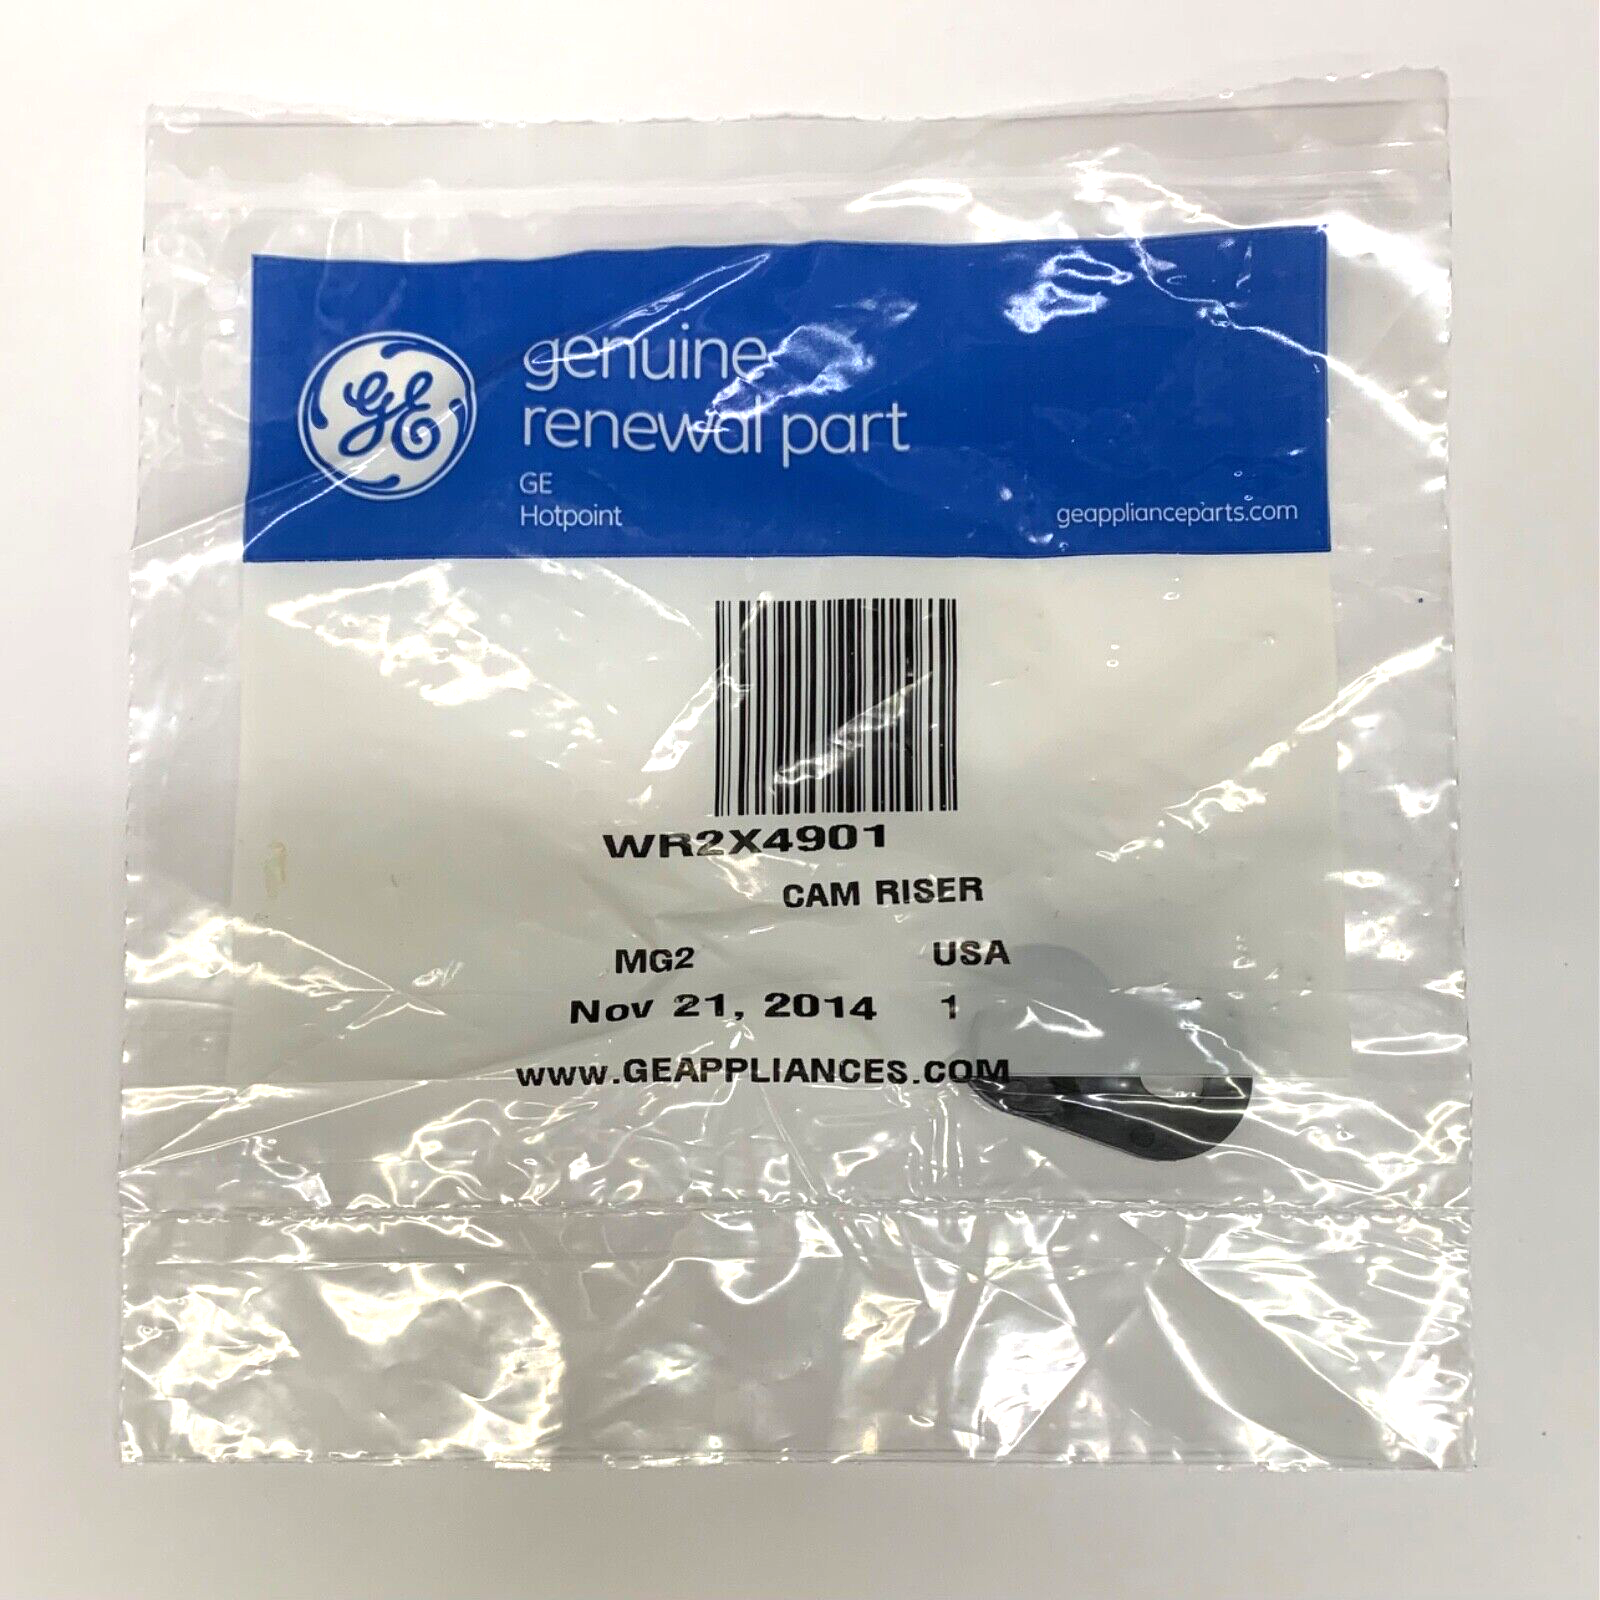 GE
genuine
renewal part
GE
Hotpoint
geapplianceparts.com
WR2X4901
CAM RISER
MG2 USA
Nov 21, 2014 1
www.GEAPPLIANCES.COM